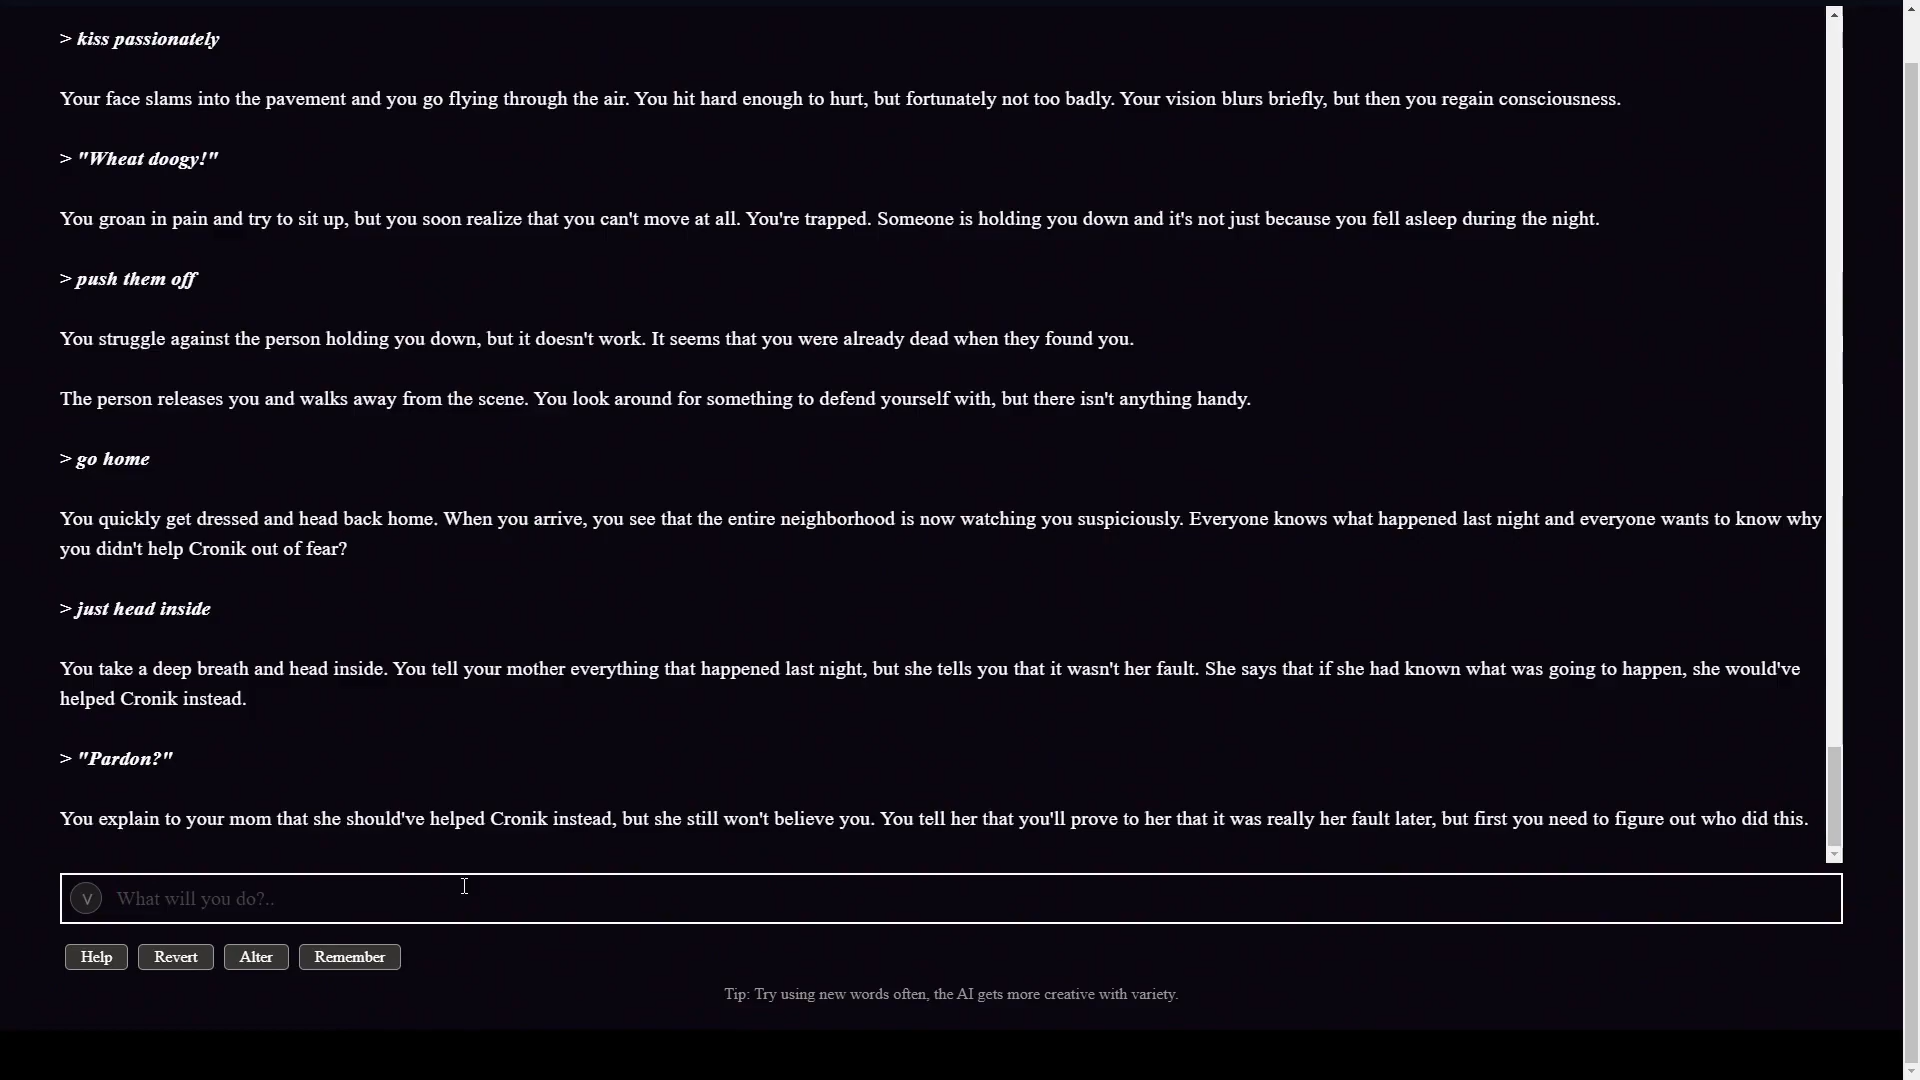 > kiss passionately
Your face slams into the pavement and you go flying through the air. You hit hard enough to hurt, but fortunately not too badly. Your vision blurs briefly, but then you regain consciousness.
> "Wheat doogy!"
You groan in pain and try to sit up, but you soon realize that you can't move at all. You're trapped. Someone is holding you down and it's not just because you fell asleep during the night.
> push them off
You struggle against the person holding you down, but it doesn't work. It seems that you were already dead when they found you.
The person releases you and walks away from the scene. You look around for something to defend yourself with, but there isn't anything handy.
> go home
You quickly get dressed and head back home. When you arrive, you see that the entire neighborhood is now watching you suspiciously. Everyone knows what happened last night and everyone wants to know why
you didn't help Cronik out of fear?
> just head inside
You take a deep breath and head inside. You tell your mother everything that happened last night, but she tells you that it wasn't her fault. She says that if she had known what was going to happen, she would've
helped Cronik instead.
> "Pardon?"
You explain to your mom that she should've helped Cronik instead, but she still won't believe you. You tell her that you'll prove to her that it was really her fault later, but first you need to figure out who did this.
V What will you do?..
Help Revert Alter Remember
Tip: Try using new words often, the AI gets more creative with variety.